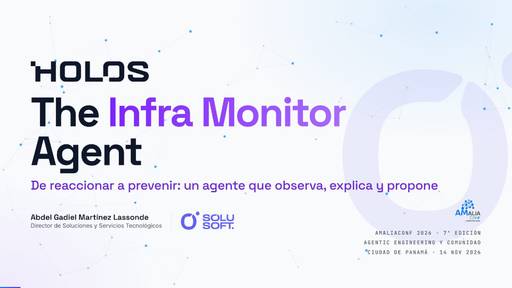 HOLOS
The Infra Monitor
Agent
De reaccionar a prevenir: un agente que observa, explica y propone
Abdel Gadiel Martínez Lassonde
Director de Soluciones y Servicios Tecnológicos
SOLU
SOFT.
AMALIA
AMALIACONF 2026 · 7ª EDICIÓN
AGENTIC ENGINEERING Y COMUNIDAD
CIUDAD DE PANAMÁ · 14 NOV 2026